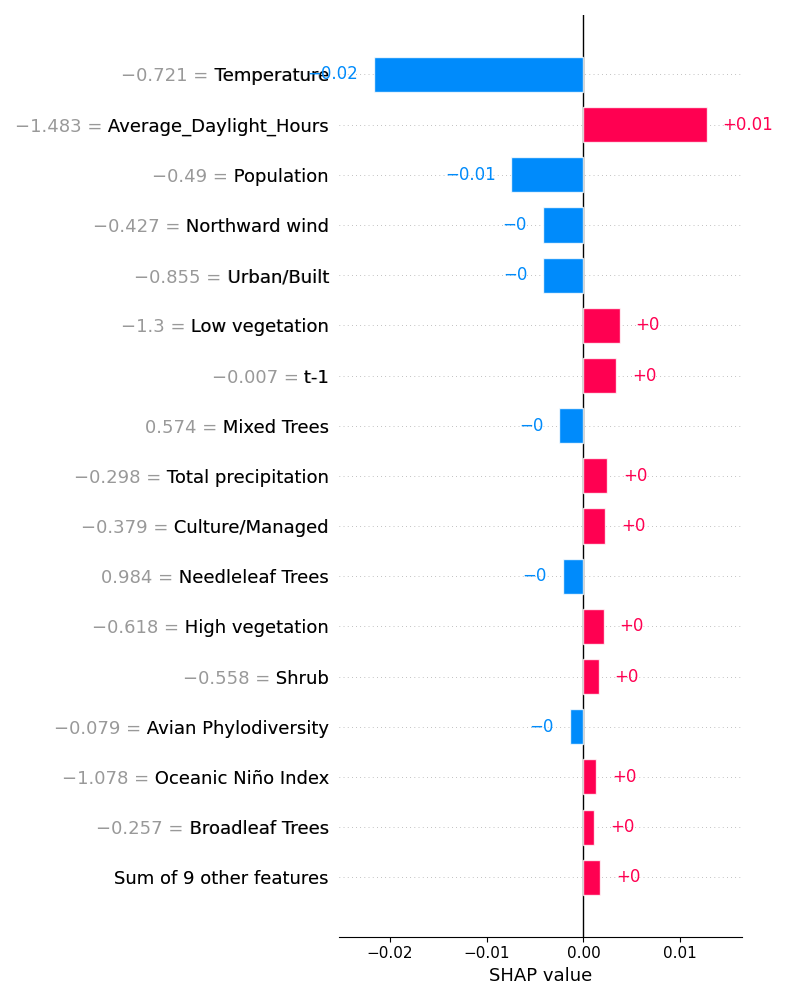 −0.721 = Temperature −0.02
−1.483 = Average_Daylight_Hours +0.01
−0.49 = Population −0.01
−0.427 = Northward wind −0
−0.855 = Urban/Built −0
−1.3 = Low vegetation +0
−0.007 = t-1 +0
0.574 = Mixed Trees −0
−0.298 = Total precipitation +0
−0.379 = Culture/Managed +0
0.984 = Needleleaf Trees −0
−0.618 = High vegetation +0
−0.558 = Shrub +0
−0.079 = Avian Phylodiversity −0
−1.078 = Oceanic Niño Index +0
−0.257 = Broadleaf Trees +0
Sum of 9 other features +0
−0.02 −0.01 0.00 0.01
SHAP value